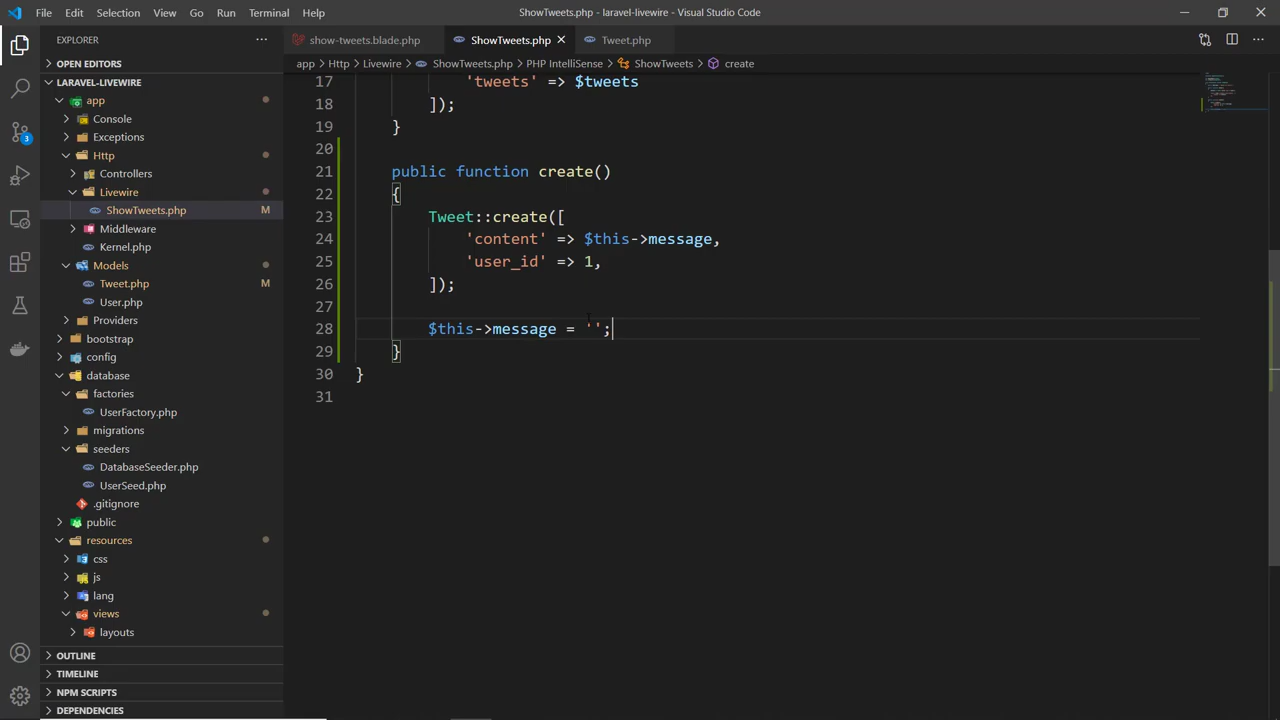 File Edit Selection View Go Run Terminal Help ShowTweets.php - laravel-livewire - Visual Studio Code
EXPLORER
show-tweets.blade.php ShowTweets.php Tweet.php
OPEN EDITORS
app > Http > Livewire > ShowTweets.php > PHP IntelliSense > ShowTweets > create
LARAVEL-LIVEWIRE
app
Console
Exceptions
Http
Controllers
Livewire
ShowTweets.php M
Middleware
Kernel.php
Models
Tweet.php M
User.php
Providers
bootstrap
config
database
factories
UserFactory.php
migrations
seeders
DatabaseSeeder.php
UserSeed.php
.gitignore
public
resources
css
js
lang
views
layouts
OUTLINE
TIMELINE
NPM SCRIPTS
DEPENDENCIES
3
17 'tweets' => $tweets
18 ]);
19 }
20
21 public function create()
22 {
23 Tweet::create([
24 'content' => $this->message,
25 'user_id' => 1,
26 ]);
27
28 $this->message = '';
29 }
30 }
31